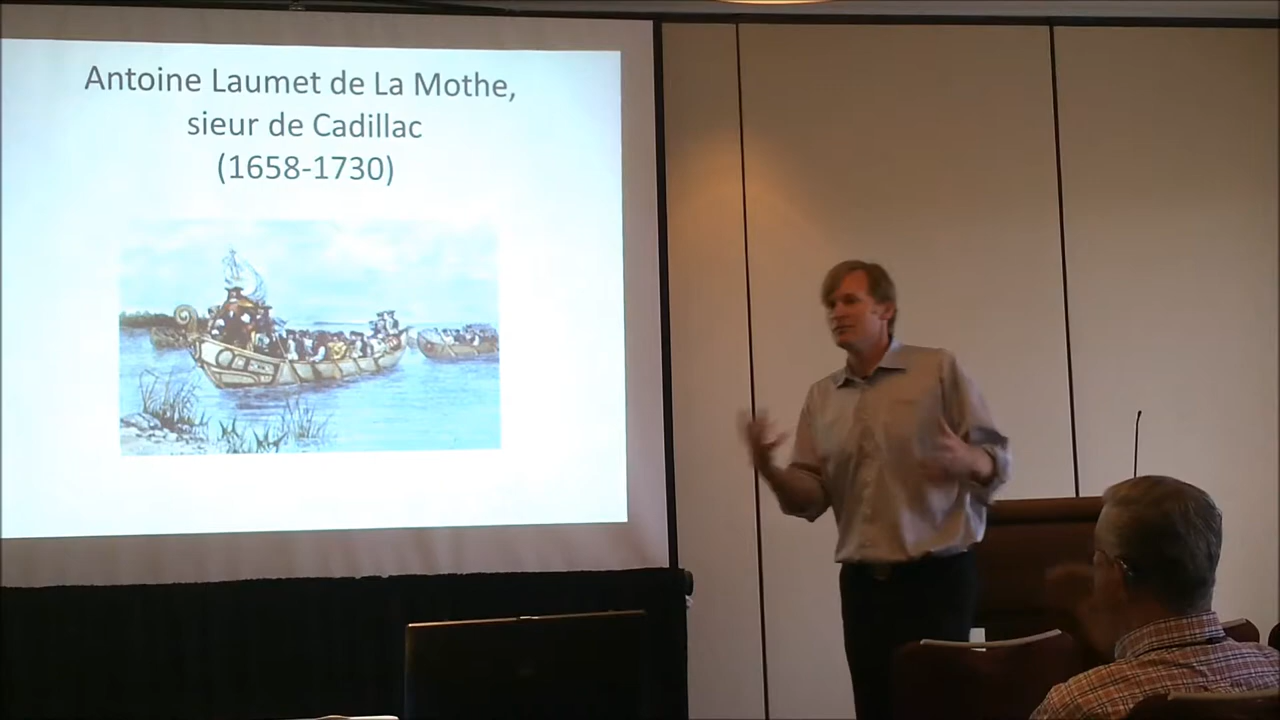 Antoine Laumet de La Mothe,
sieur de Cadillac
(1658-1730)